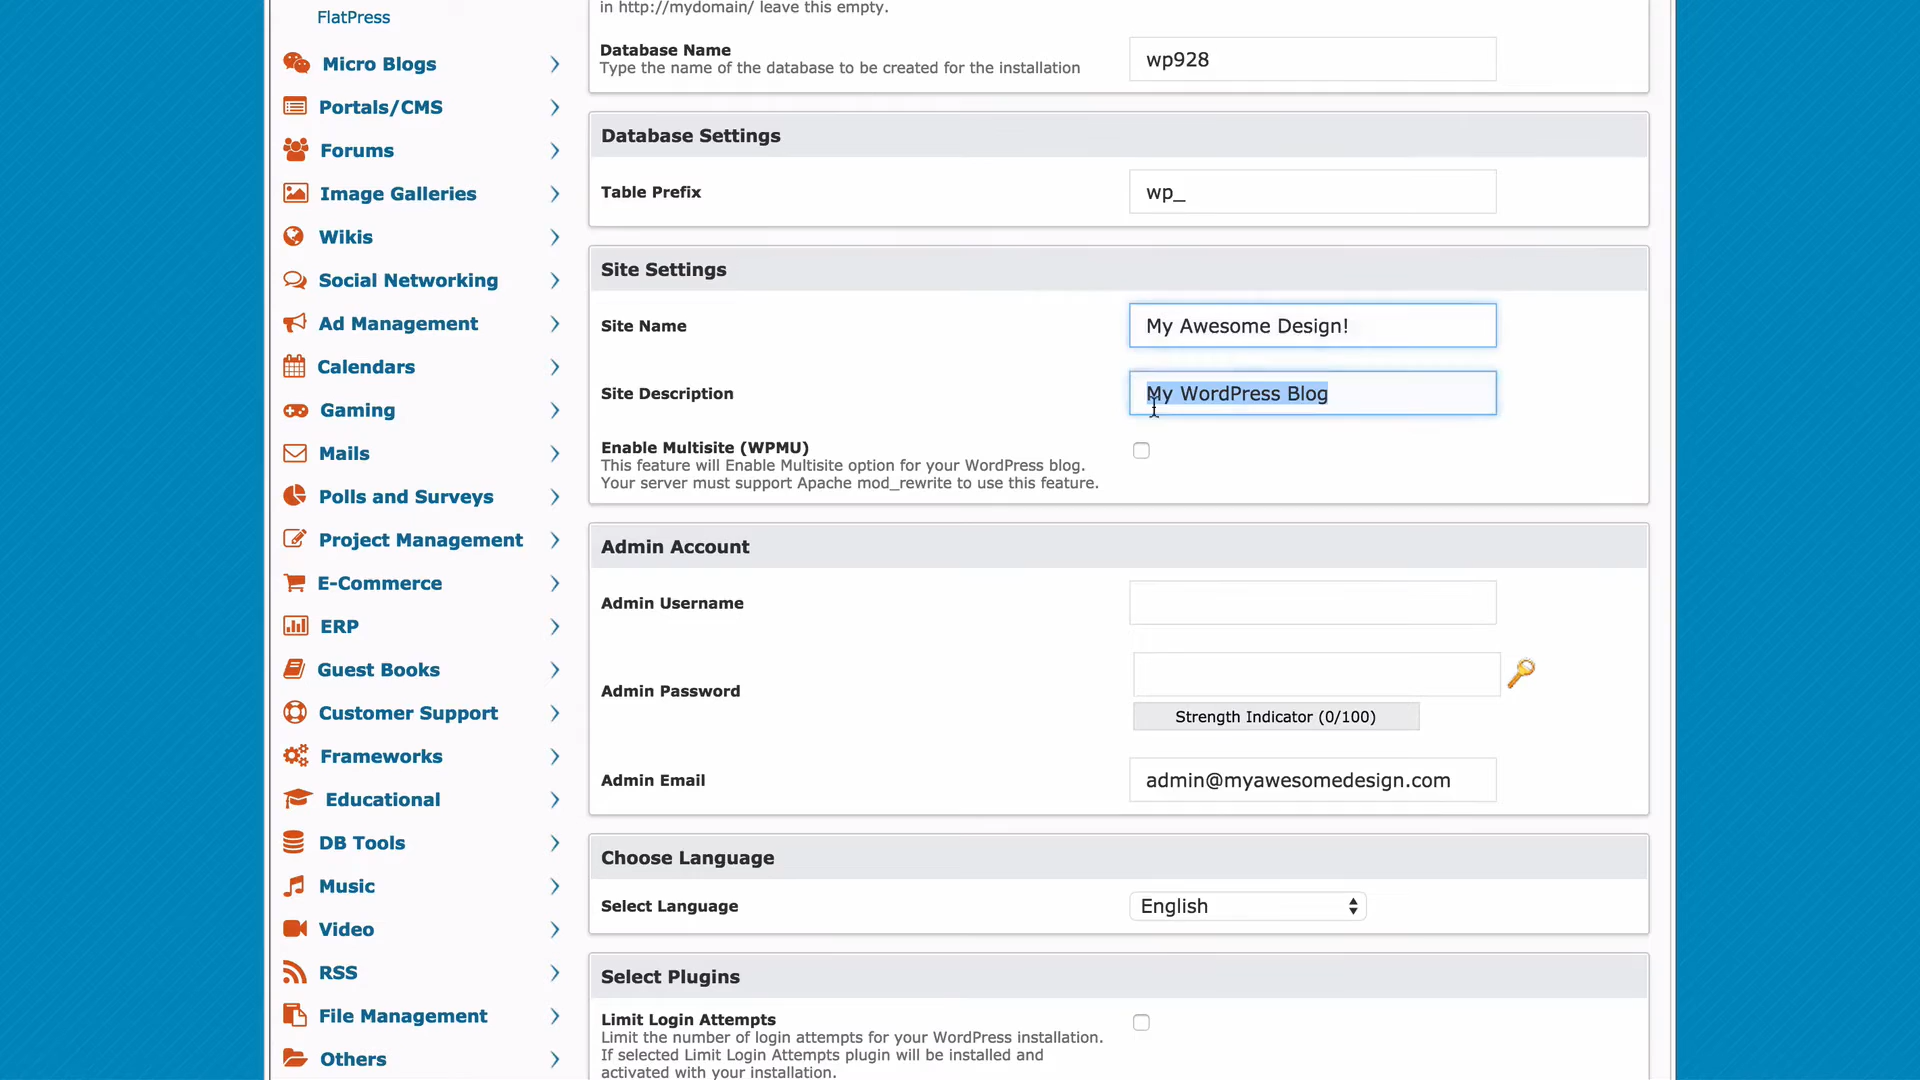 FlatPress
Micro Blogs
Portals/CMS
Forums
Image Galleries
Wikis
Social Networking
Ad Management
Calendars
Gaming
Mails
Polls and Surveys
Project Management
E-Commerce
ERP
Guest Books
Customer Support
Frameworks
Educational
DB Tools
Music
Video
RSS
File Management
Others
in http://mydomain/ leave this empty.
Database Name
Type the name of the database to be created for the installation
wp928
Database Settings
Table Prefix
wp_
Site Settings
Site Name
My Awesome Design!
Site Description
My WordPress Blog
Enable Multisite (WPMU)
This feature will Enable Multisite option for your WordPress blog.
Your server must support Apache mod_rewrite to use this feature.
Admin Account
Admin Username
Admin Password
Strength Indicator (0/100)
Admin Email
admin@myawesomedesign.com
Choose Language
Select Language
English
Select Plugins
Limit Login Attempts
Limit the number of login attempts for your WordPress installation.
If selected Limit Login Attempts plugin will be installed and
activated with your installation.